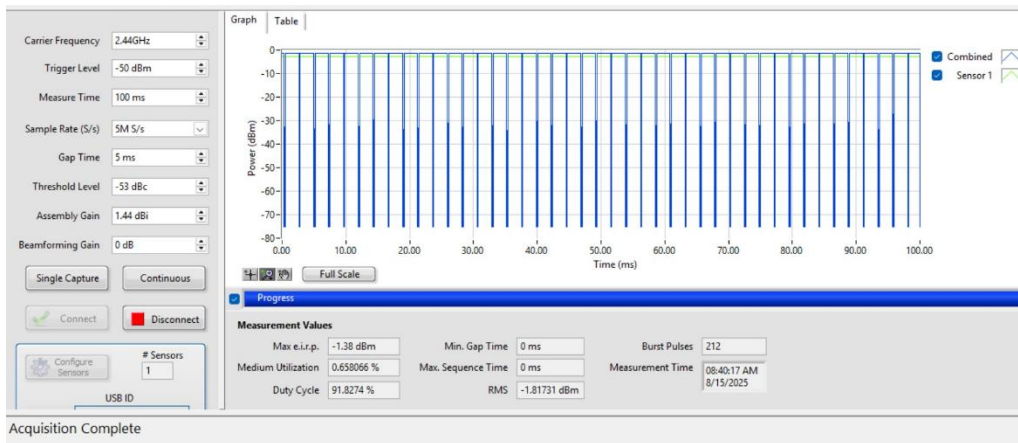 Graph Table
Carrier Frequency 2.44GHz
Trigger Level -50 dBm
Measure Time 100 ms
Sample Rate (S/s) 5M S/s
Gap Time 5 ms
Threshold Level -53 dBc
Assembly Gain 1.44 dBi
Beamforming Gain 0 dB
Single Capture Continuous
Connect Disconnect
Configure Sensors
# Sensors
1
USB ID
Power (dBm)
0
-10
-20
-30
-40
-50
-60
-70
-80
0.00 10.00 20.00 30.00 40.00 50.00 60.00 70.00 80.00 90.00 100.00
Time (ms)
Combined
Sensor 1
Full Scale
Progress
Measurement Values
Max e.i.r.p. -1.38 dBm Min. Gap Time 0 ms Burst Pulses 212
Medium Utilization 0.658066 % Max. Sequence Time 0 ms Measurement Time 08:40:17 AM
8/15/2025
Duty Cycle 91.8274 % RMS -1.81731 dBm
Acquisition Complete